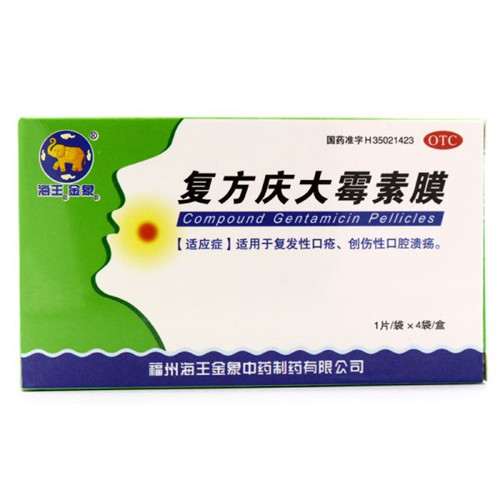 国药准字H35021423 OTC
海王金象®
复方庆大霉素膜
Compound Gentamicin Pellicles
【适应症】适用于复发性口疮、创伤性口腔溃疡。
1片/袋×4袋/盒
福州海王金象中药制药有限公司